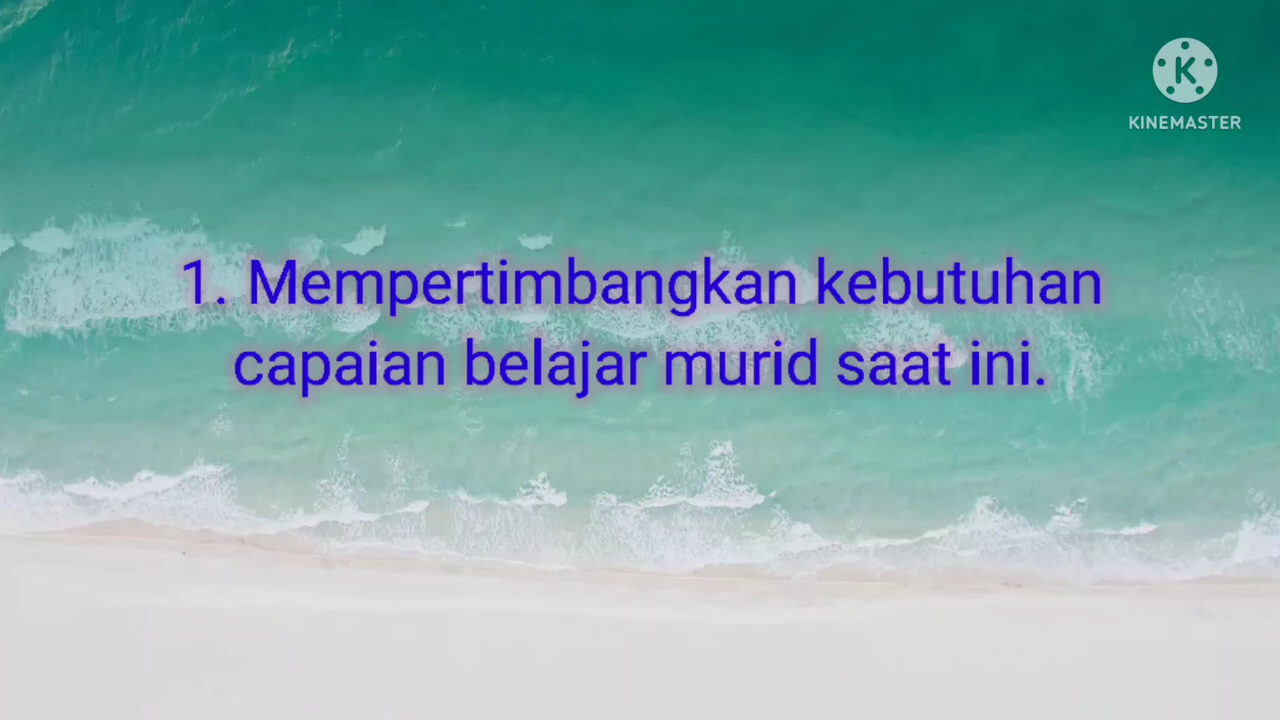 KINEMASTER
1. Mempertimbangkan kebutuhan
capaian belajar murid saat ini.